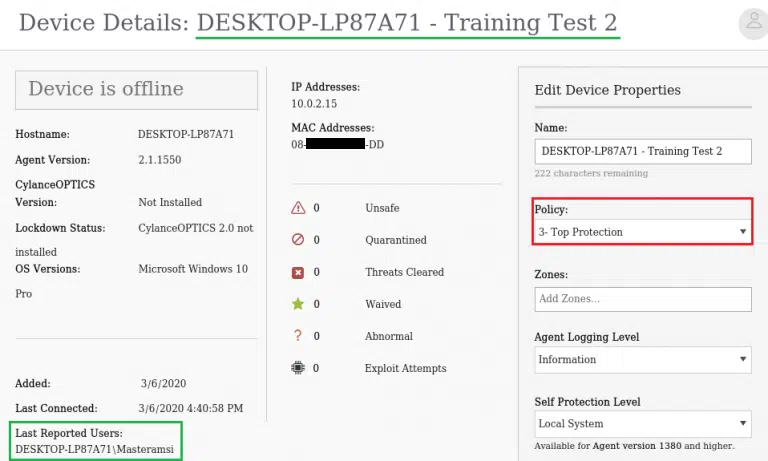 Device Details: DESKTOP-LP87A71 - Training Test 2
Device is offline
Hostname: DESKTOP-LP87A71
Agent Version: 2.1.1550
CylanceOPTICS
Version: Not Installed
Lockdown Status: CylanceOPTICS 2.0 not
installed
OS Versions: Microsoft Windows 10
Pro
Added: 3/6/2020
Last Connected: 3/6/2020 4:40:58 PM
Last Reported Users:
DESKTOP-LP87A71\Masteramsi
IP Addresses:
10.0.2.15
MAC Addresses:
08- -DD
0 Unsafe
0 Quarantined
0 Threats Cleared
0 Waived
? 0 Abnormal
0 Exploit Attempts
Edit Device Properties
Name:
DESKTOP-LP87A71 - Training Test 2
222 characters remaining
Policy:
3- Top Protection
Zones:
Add Zones...
Agent Logging Level
Information
Self Protection Level
Local System
Available for Agent version 1380 and higher.